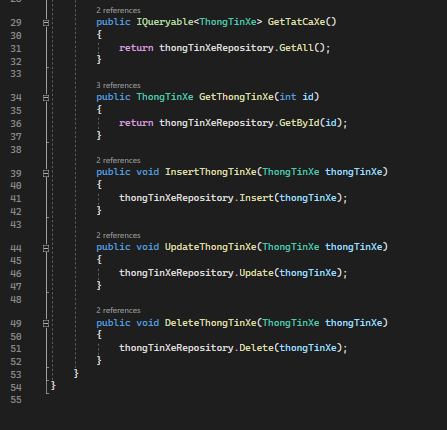 2 references
29 public IQueryable<ThongTinXe> GetTatCaXe()
30 {
31 return thongTinXeRepository.GetAll();
32 }
33
3 references
34 public ThongTinXe GetThongTinXe(int id)
35 {
36 return thongTinXeRepository.GetById(id);
37 }
38
2 references
39 public void InsertThongTinXe(ThongTinXe thongTinXe)
40 {
41 thongTinXeRepository.Insert(thongTinXe);
42 }
43
2 references
44 public void UpdateThongTinXe(ThongTinXe thongTinXe)
45 {
46 thongTinXeRepository.Update(thongTinXe);
47 }
48
2 references
49 public void DeleteThongTinXe(ThongTinXe thongTinXe)
50 {
51 thongTinXeRepository.Delete(thongTinXe);
52 }
53 }
54 }
55